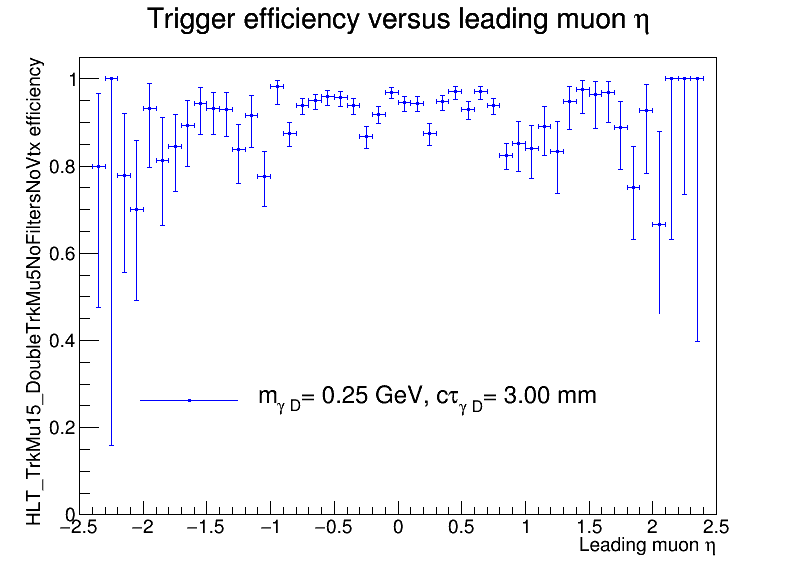 Trigger efficiency versus leading muon η
HLT_TrkMu15_DoubleTrkMu5NoFiltersNoVtx efficiency
1
0.8
0.6
0.4
0.2
0
mγ D= 0.25 GeV, cτγ D= 3.00 mm
−2.5 −2 −1.5 −1 −0.5 0 0.5 1 1.5 2 2.5
Leading muon η